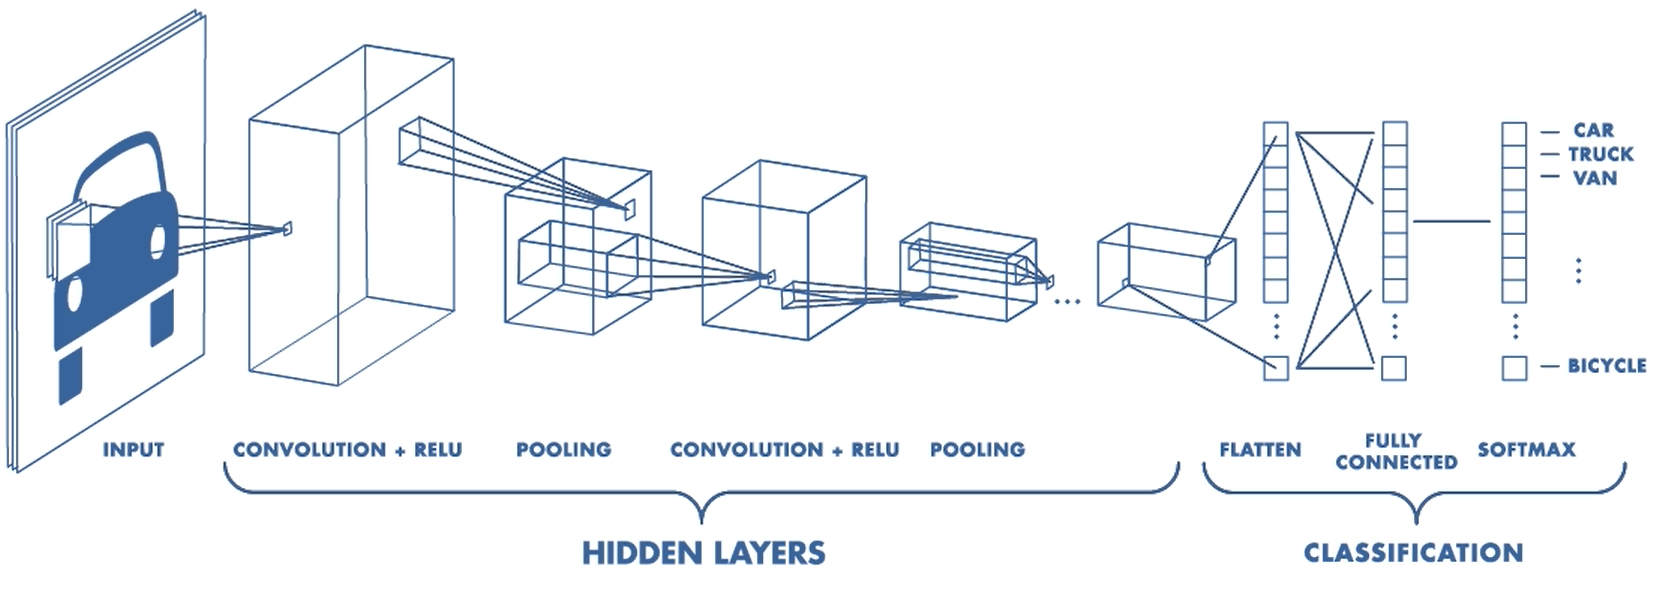 CAR
TRUCK
VAN
BICYCLE
INPUT
CONVOLUTION + RELU
POOLING
CONVOLUTION + RELU
POOLING
FLATTEN
FULLY
CONNECTED
SOFTMAX
HIDDEN LAYERS
CLASSIFICATION